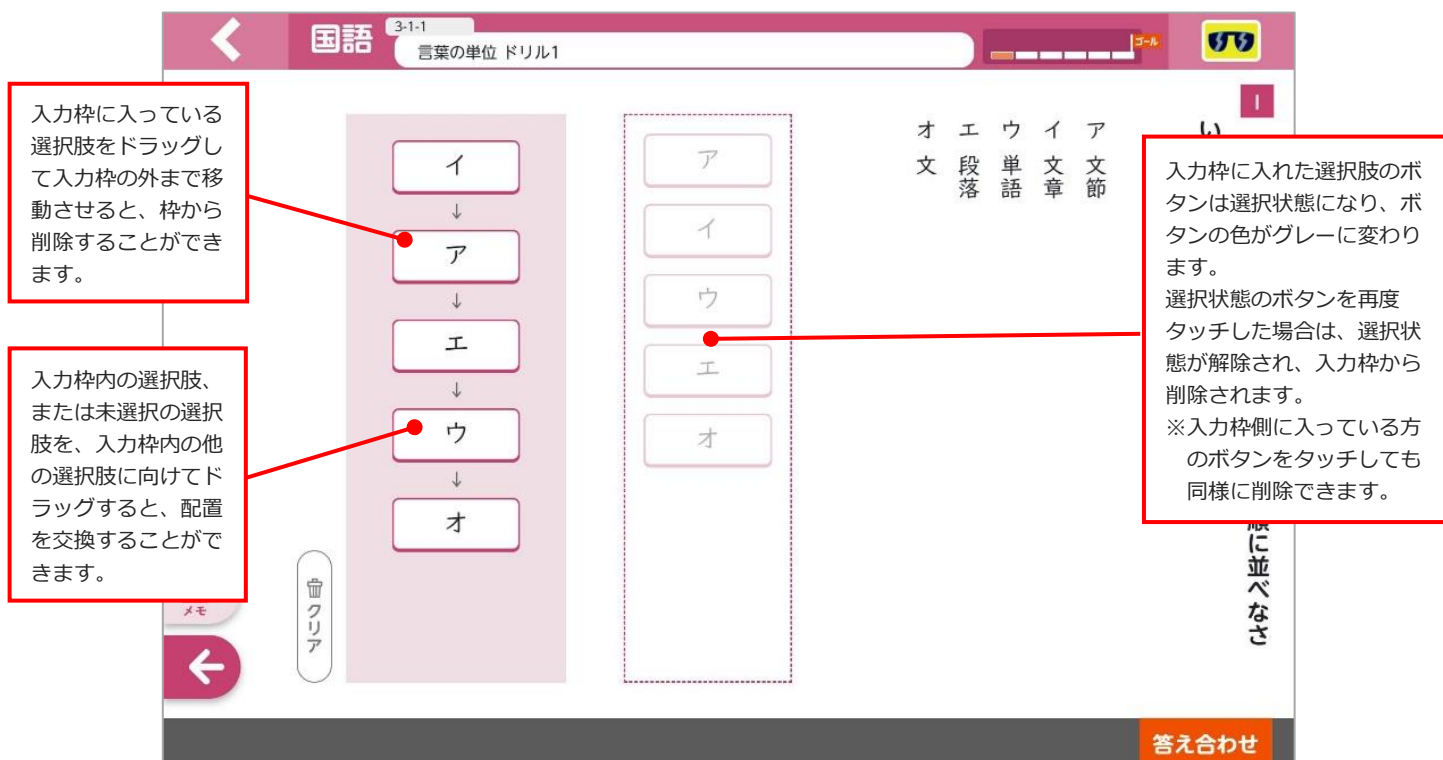 国語
3-1-1
言葉の単位 ドリル1
ゴール
入力枠に入っている
選択肢をドラッグし
て入力枠の外まで移
動させると、枠から
削除することができ
ます。
入力枠内の選択肢、
または未選択の選択
肢を、入力枠内の他
の選択肢に向けてド
ラッグすると、配置
を交換することがで
きます。
メモ
クリア
イ
↓
ア
↓
エ
↓
ウ
↓
オ
ア
イ
ウ
エ
オ
1
い
順に並べなさ
ア 文節
イ 文章
ウ 単語
エ 段落
オ 文
入力枠に入れた選択肢のボ
タンは選択状態になり、ボ
タンの色がグレーに変わり
ます。
選択状態のボタンを再度
タッチした場合は、選択状
態が解除され、入力枠から
削除されます。
※入力枠側に入っている方
のボタンをタッチしても
同様に削除できます。
答え合わせ